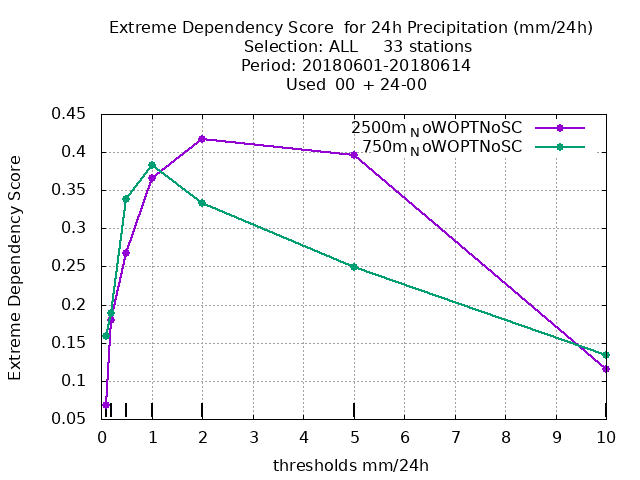 Extreme Dependency Score  for 24h Precipitation (mm/24h)
Selection: ALL     33 stations
Period: 20180601-20180614
Used  00  + 24-00
2500m_NoWOPTNoSC
750m_NoWOPTNoSC
Extreme Dependency Score
0.45
0.4
0.35
0.3
0.25
0.2
0.15
0.1
0.05
0 1 2 3 4 5 6 7 8 9 10
thresholds mm/24h